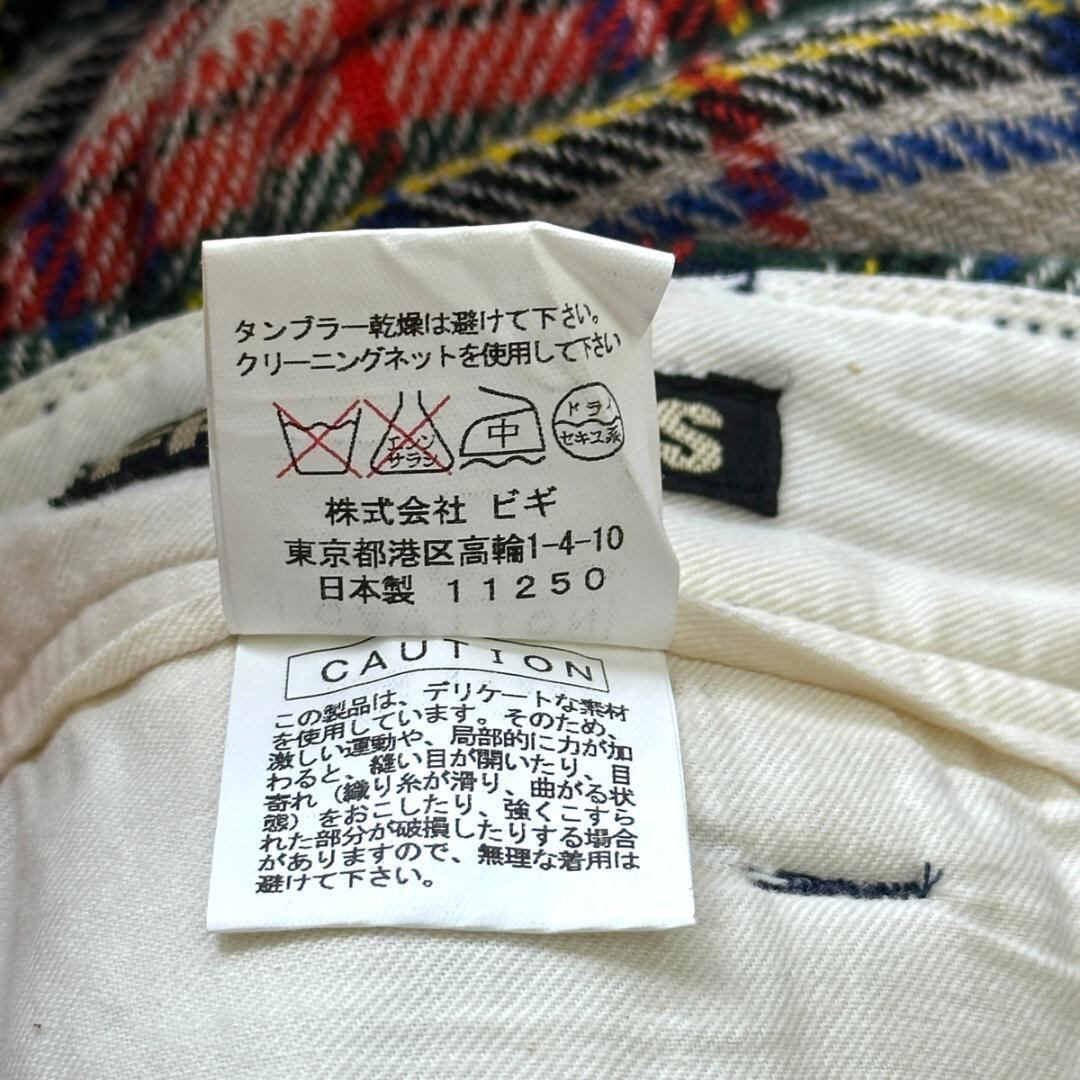 タンブラー乾燥は避けて下さい。
クリーニングネットを使用して下さい
エンソ
サラシ
中
ドライ
セキユ系
株式会社 ビギ
東京都港区高輪1-4-10
日本製 11250
S
CAUTION
この製品は、デリケートな素材
を使用しています。そのため、
激しい運動や、局部的に力が加
わると、縫い目が開いたり、目
寄れ（織り糸が滑り、曲がる状
態）をおこしたり、強くこすら
れた部分が破損したりする場合
がありますので、無理な着用は
避けて下さい。